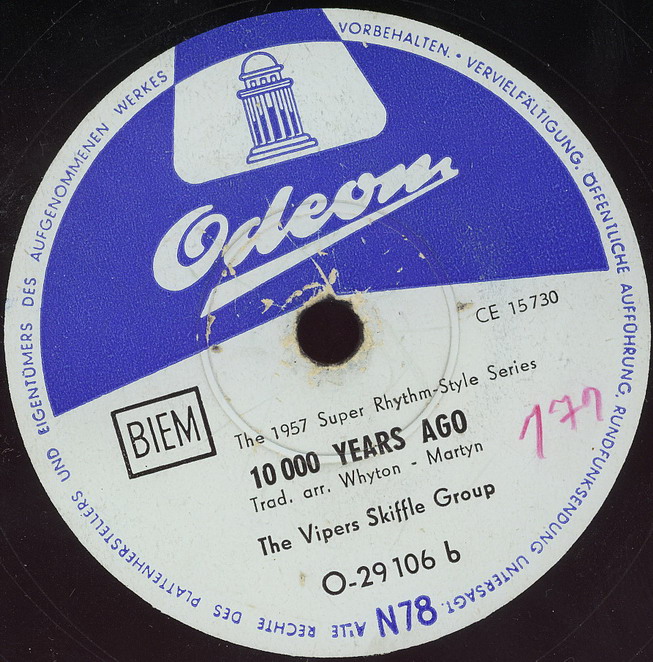 ALLE RECHTE DES PLATTENHERSTELLERS UND EIGENTÜMERS DES AUFGENOMMENEN WERKES VORBEHALTEN. • VERVIELFÄLTIGUNG, ÖFFENTLICHE AUFFÜHRUNG, RUNDFUNKSENDUNG UNTERSAGT.
Odeon
CE 15730
BIEM
The 1957 Super Rhythm-Style Series
10 000 YEARS AGO
Trad. arr. Whyton - Martyn
The Vipers Skiffle Group
O-29 106 b
N78
171